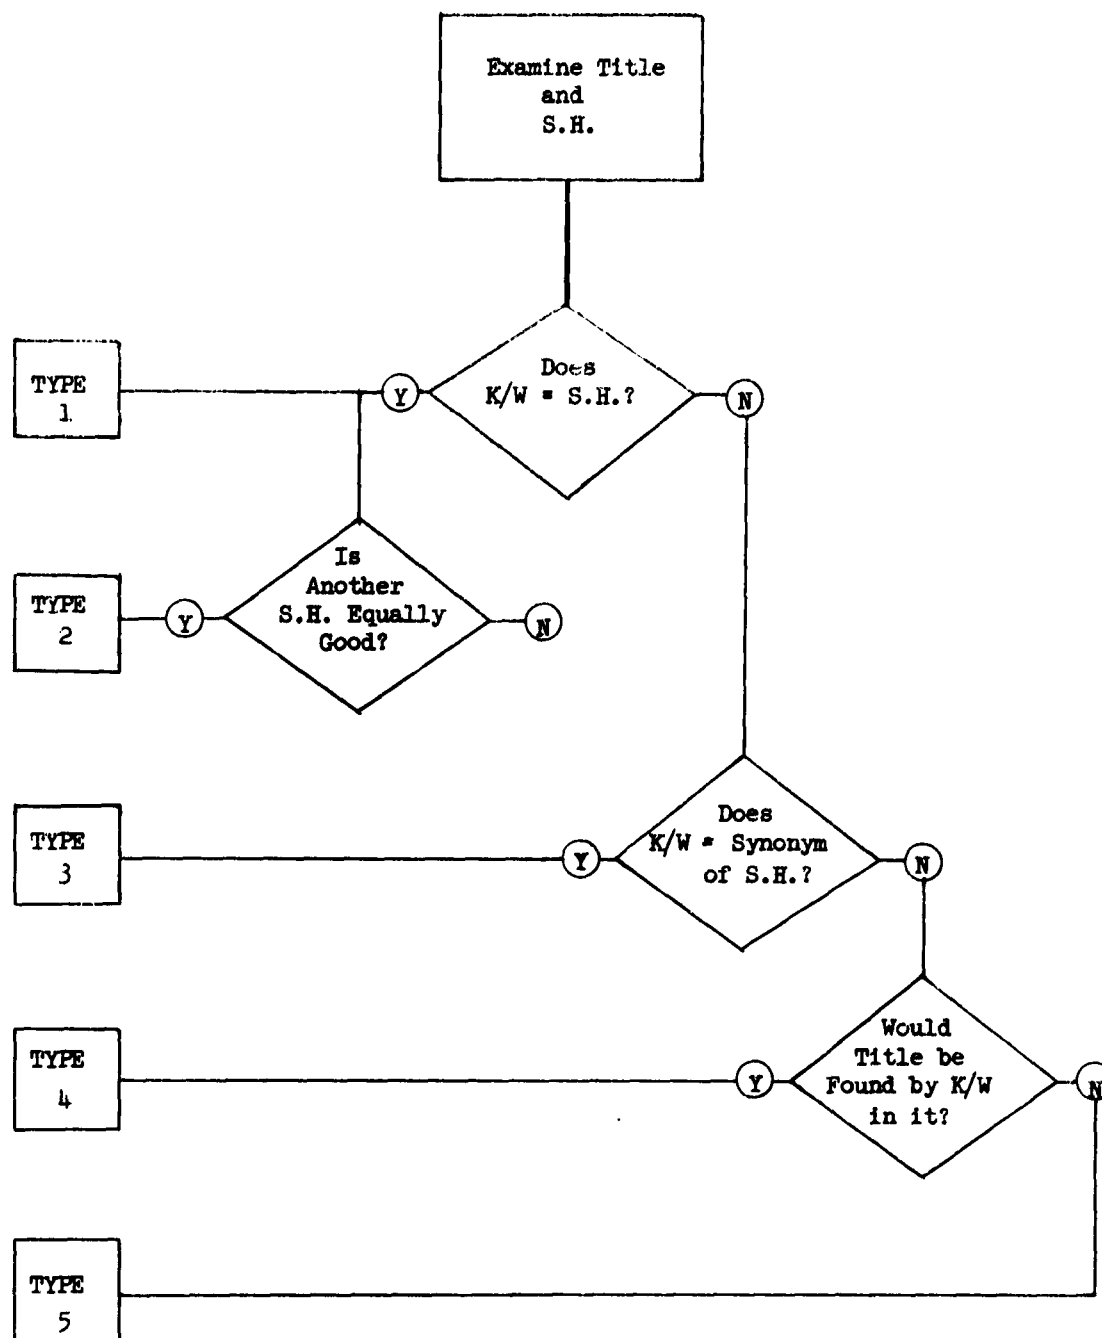 Examine Title
and
S.H.
Does
K/W = S.H.?
Y
N
TYPE
1
Is
Another
S.H. Equally
Good?
Y
N
TYPE
2
Does
K/W = Synonym
of S.H.?
Y
N
TYPE
3
Would
Title be
Found by K/W
in it?
Y
N
TYPE
4
TYPE
5